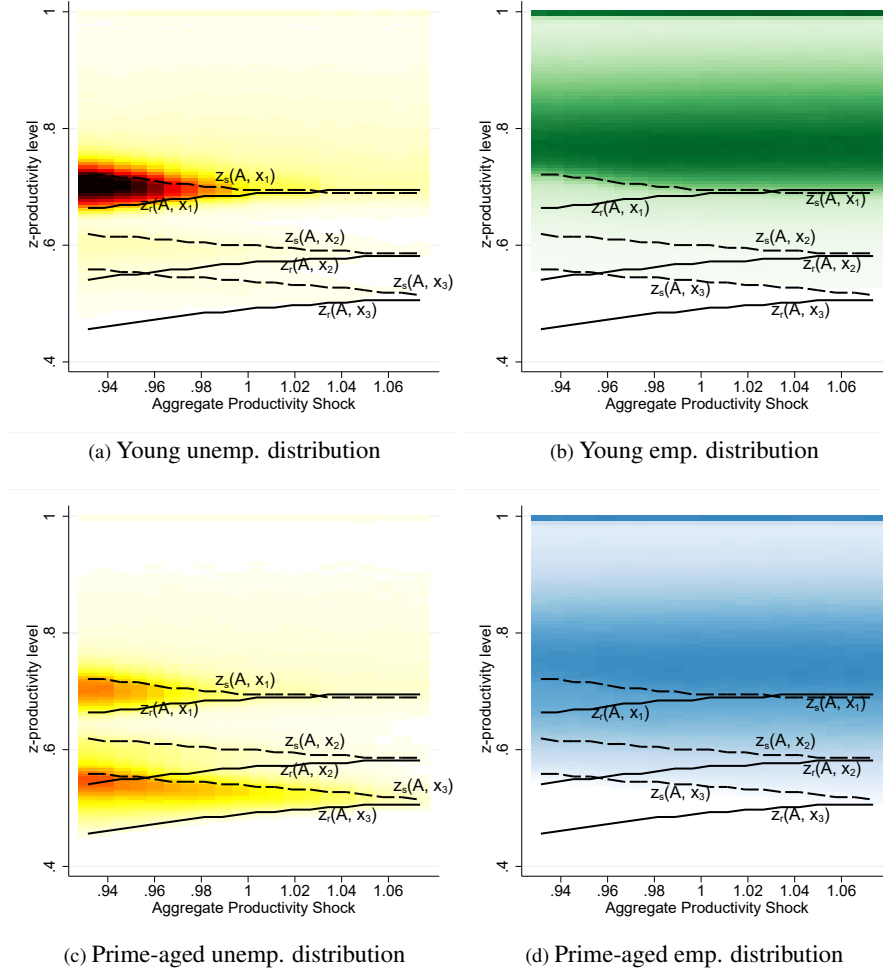 z-productivity level
1
.8
.6
.4
zs(A, x1)
zr(A, x1)
zs(A, x2)
zr(A, x2)
zs(A, x3)
zr(A, x3)
.94 .96 .98 1 1.02 1.04 1.06
Aggregate Productivity Shock
(a) Young unemp. distribution
z-productivity level
1
.8
.6
.4
zs(A, x1)
zr(A, x1)
zs(A, x2)
zr(A, x2)
zs(A, x3)
zr(A, x3)
.94 .96 .98 1 1.02 1.04 1.06
Aggregate Productivity Shock
(b) Young emp. distribution
z-productivity level
1
.8
.6
.4
zs(A, x1)
zr(A, x1)
zs(A, x2)
zr(A, x2)
zs(A, x3)
zr(A, x3)
.94 .96 .98 1 1.02 1.04 1.06
Aggregate Productivity Shock
(c) Prime-aged unemp. distribution
z-productivity level
1
.8
.6
.4
zs(A, x1)
zr(A, x1)
zs(A, x2)
zr(A, x2)
zs(A, x3)
zr(A, x3)
.94 .96 .98 1 1.02 1.04 1.06
Aggregate Productivity Shock
(d) Prime-aged emp. distribution